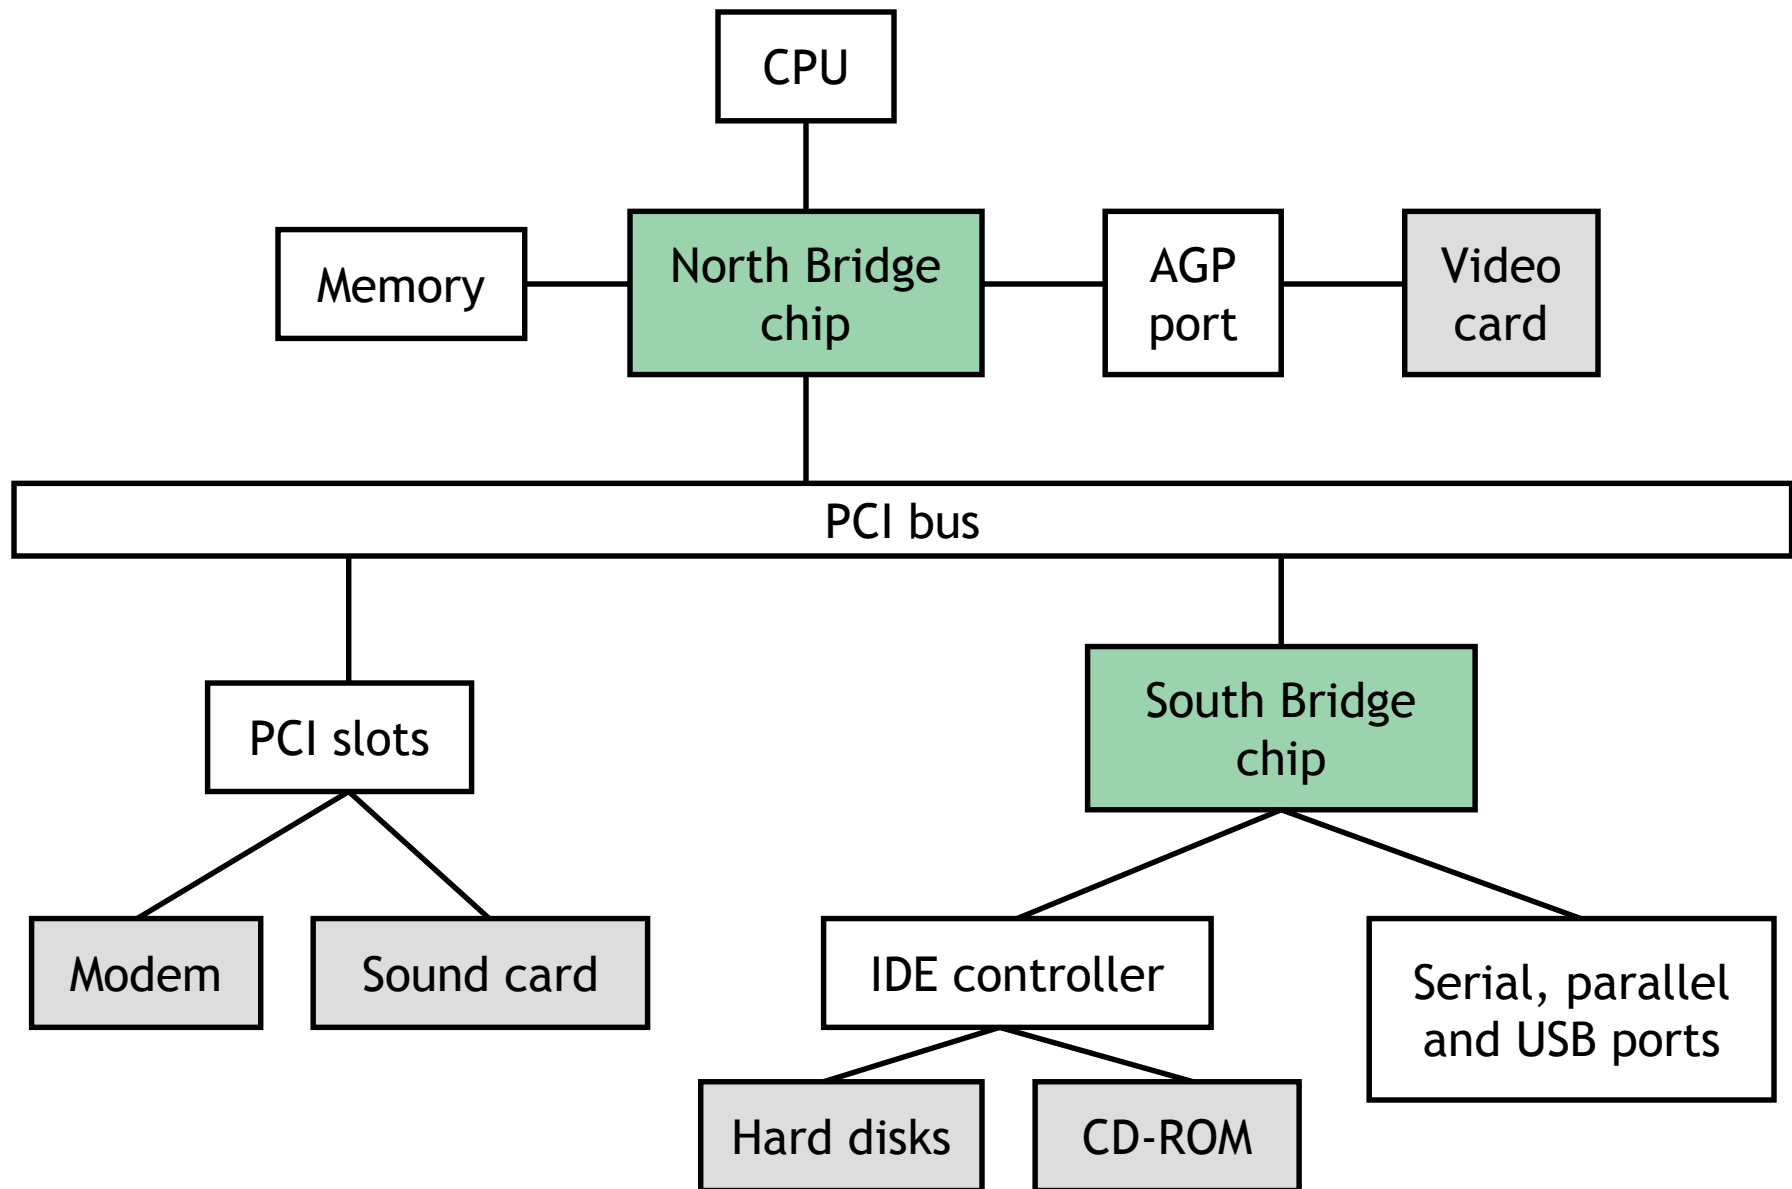 CPU
Memory
North Bridge
chip
AGP
port
Video
card
PCI bus
PCI slots
South Bridge
chip
Modem
Sound card
IDE controller
Serial, parallel
and USB ports
Hard disks
CD-ROM